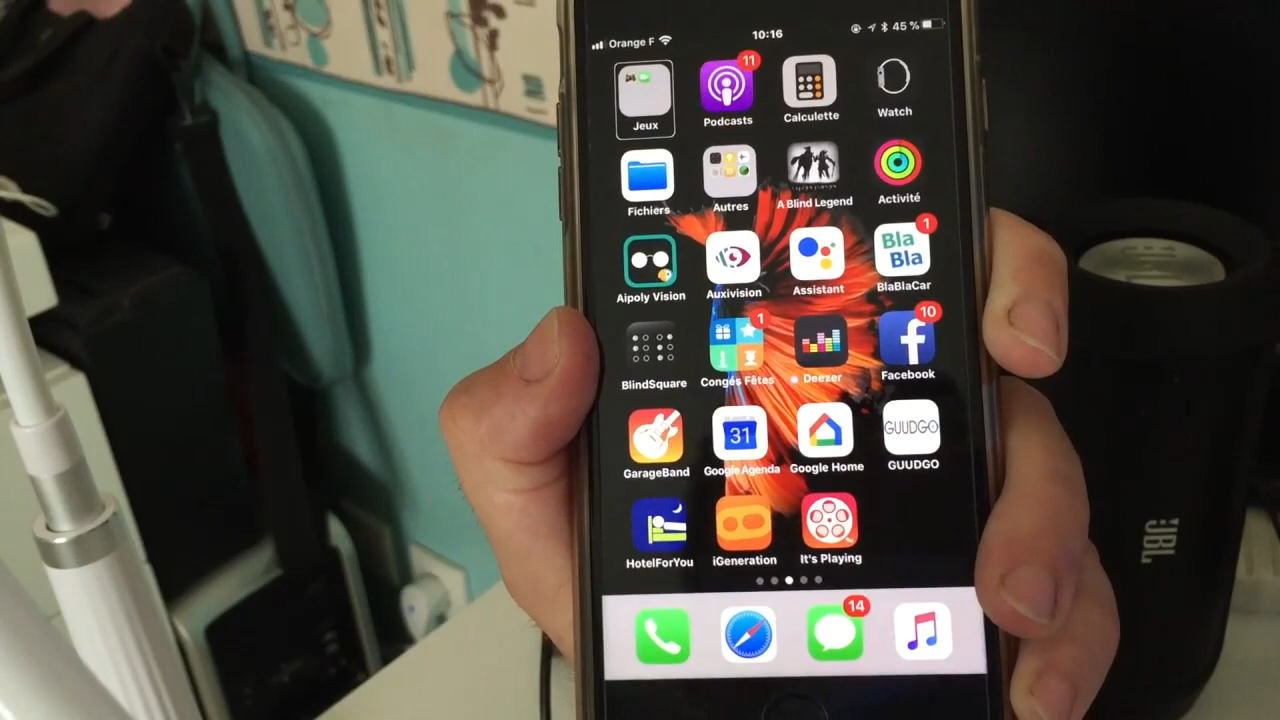 Orange F 10:16 45 %
11
Jeux Podcasts Calculette Watch
Fichiers Autres A Blind Legend Activité
1
Bla
Bla
Aipoly Vision Auxivision Assistant BlaBlaCar
1 10
BlindSquare Congés Fêtes Deezer Facebook
31 GUUDGO
GarageBand Google Agenda Google Home GUUDGO
HotelForYou iGeneration It's Playing
14
JBL